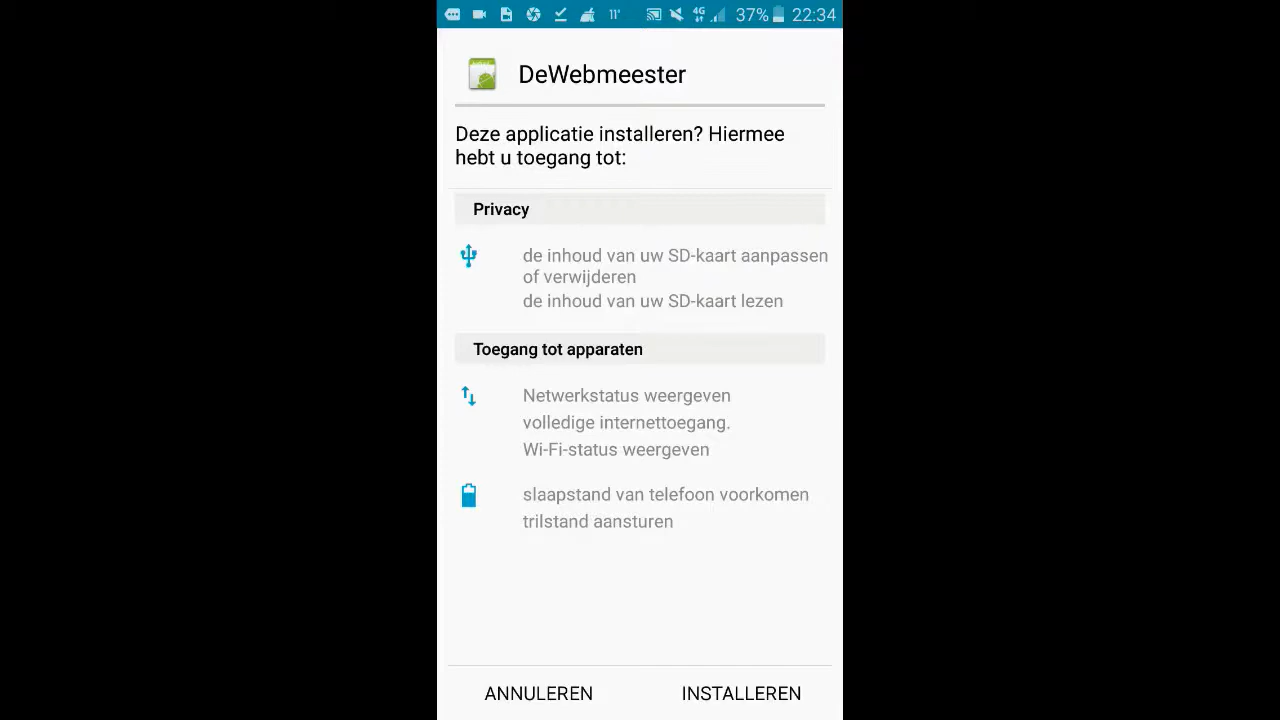 4G 37% 22:34
DeWebmeester
Deze applicatie installeren? Hiermee
hebt u toegang tot:
Privacy
de inhoud van uw SD-kaart aanpassen
of verwijderen
de inhoud van uw SD-kaart lezen
Toegang tot apparaten
Netwerkstatus weergeven
volledige internettoegang.
Wi-Fi-status weergeven
slaapstand van telefoon voorkomen
trilstand aansturen
ANNULEREN INSTALLEREN